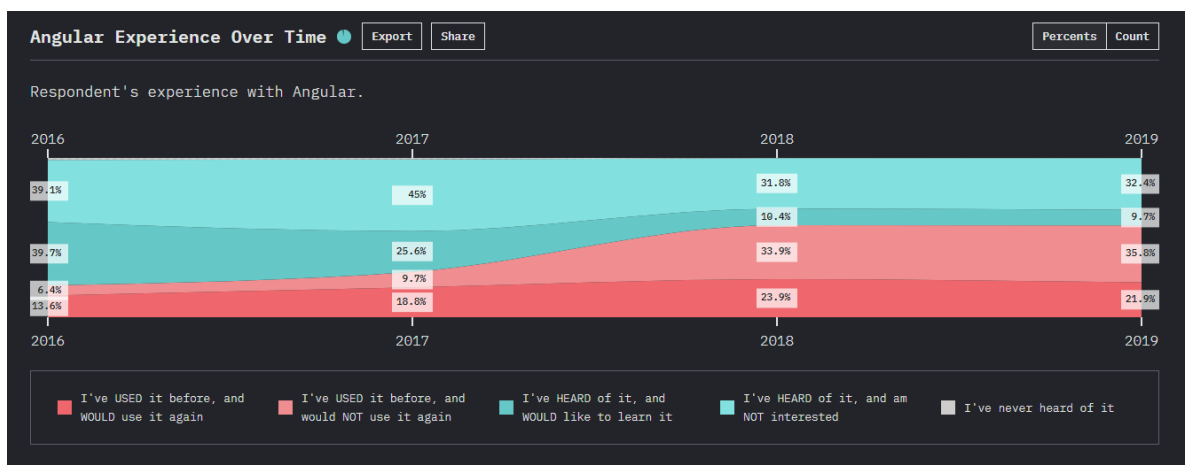 Angular Experience Over Time Export Share Percents Count
Respondent's experience with Angular.
2016 2017 2018 2019
39.1% 45% 31.8% 32.4%
39.7% 25.6% 10.4% 9.7%
6.4% 9.7% 33.9% 35.8%
13.6% 18.8% 23.9% 21.9%
2016 2017 2018 2019
I've USED it before, and
WOULD use it again
I've USED it before, and
would NOT use it again
I've HEARD of it, and
WOULD like to learn it
I've HEARD of it, and am
NOT interested
I've never heard of it